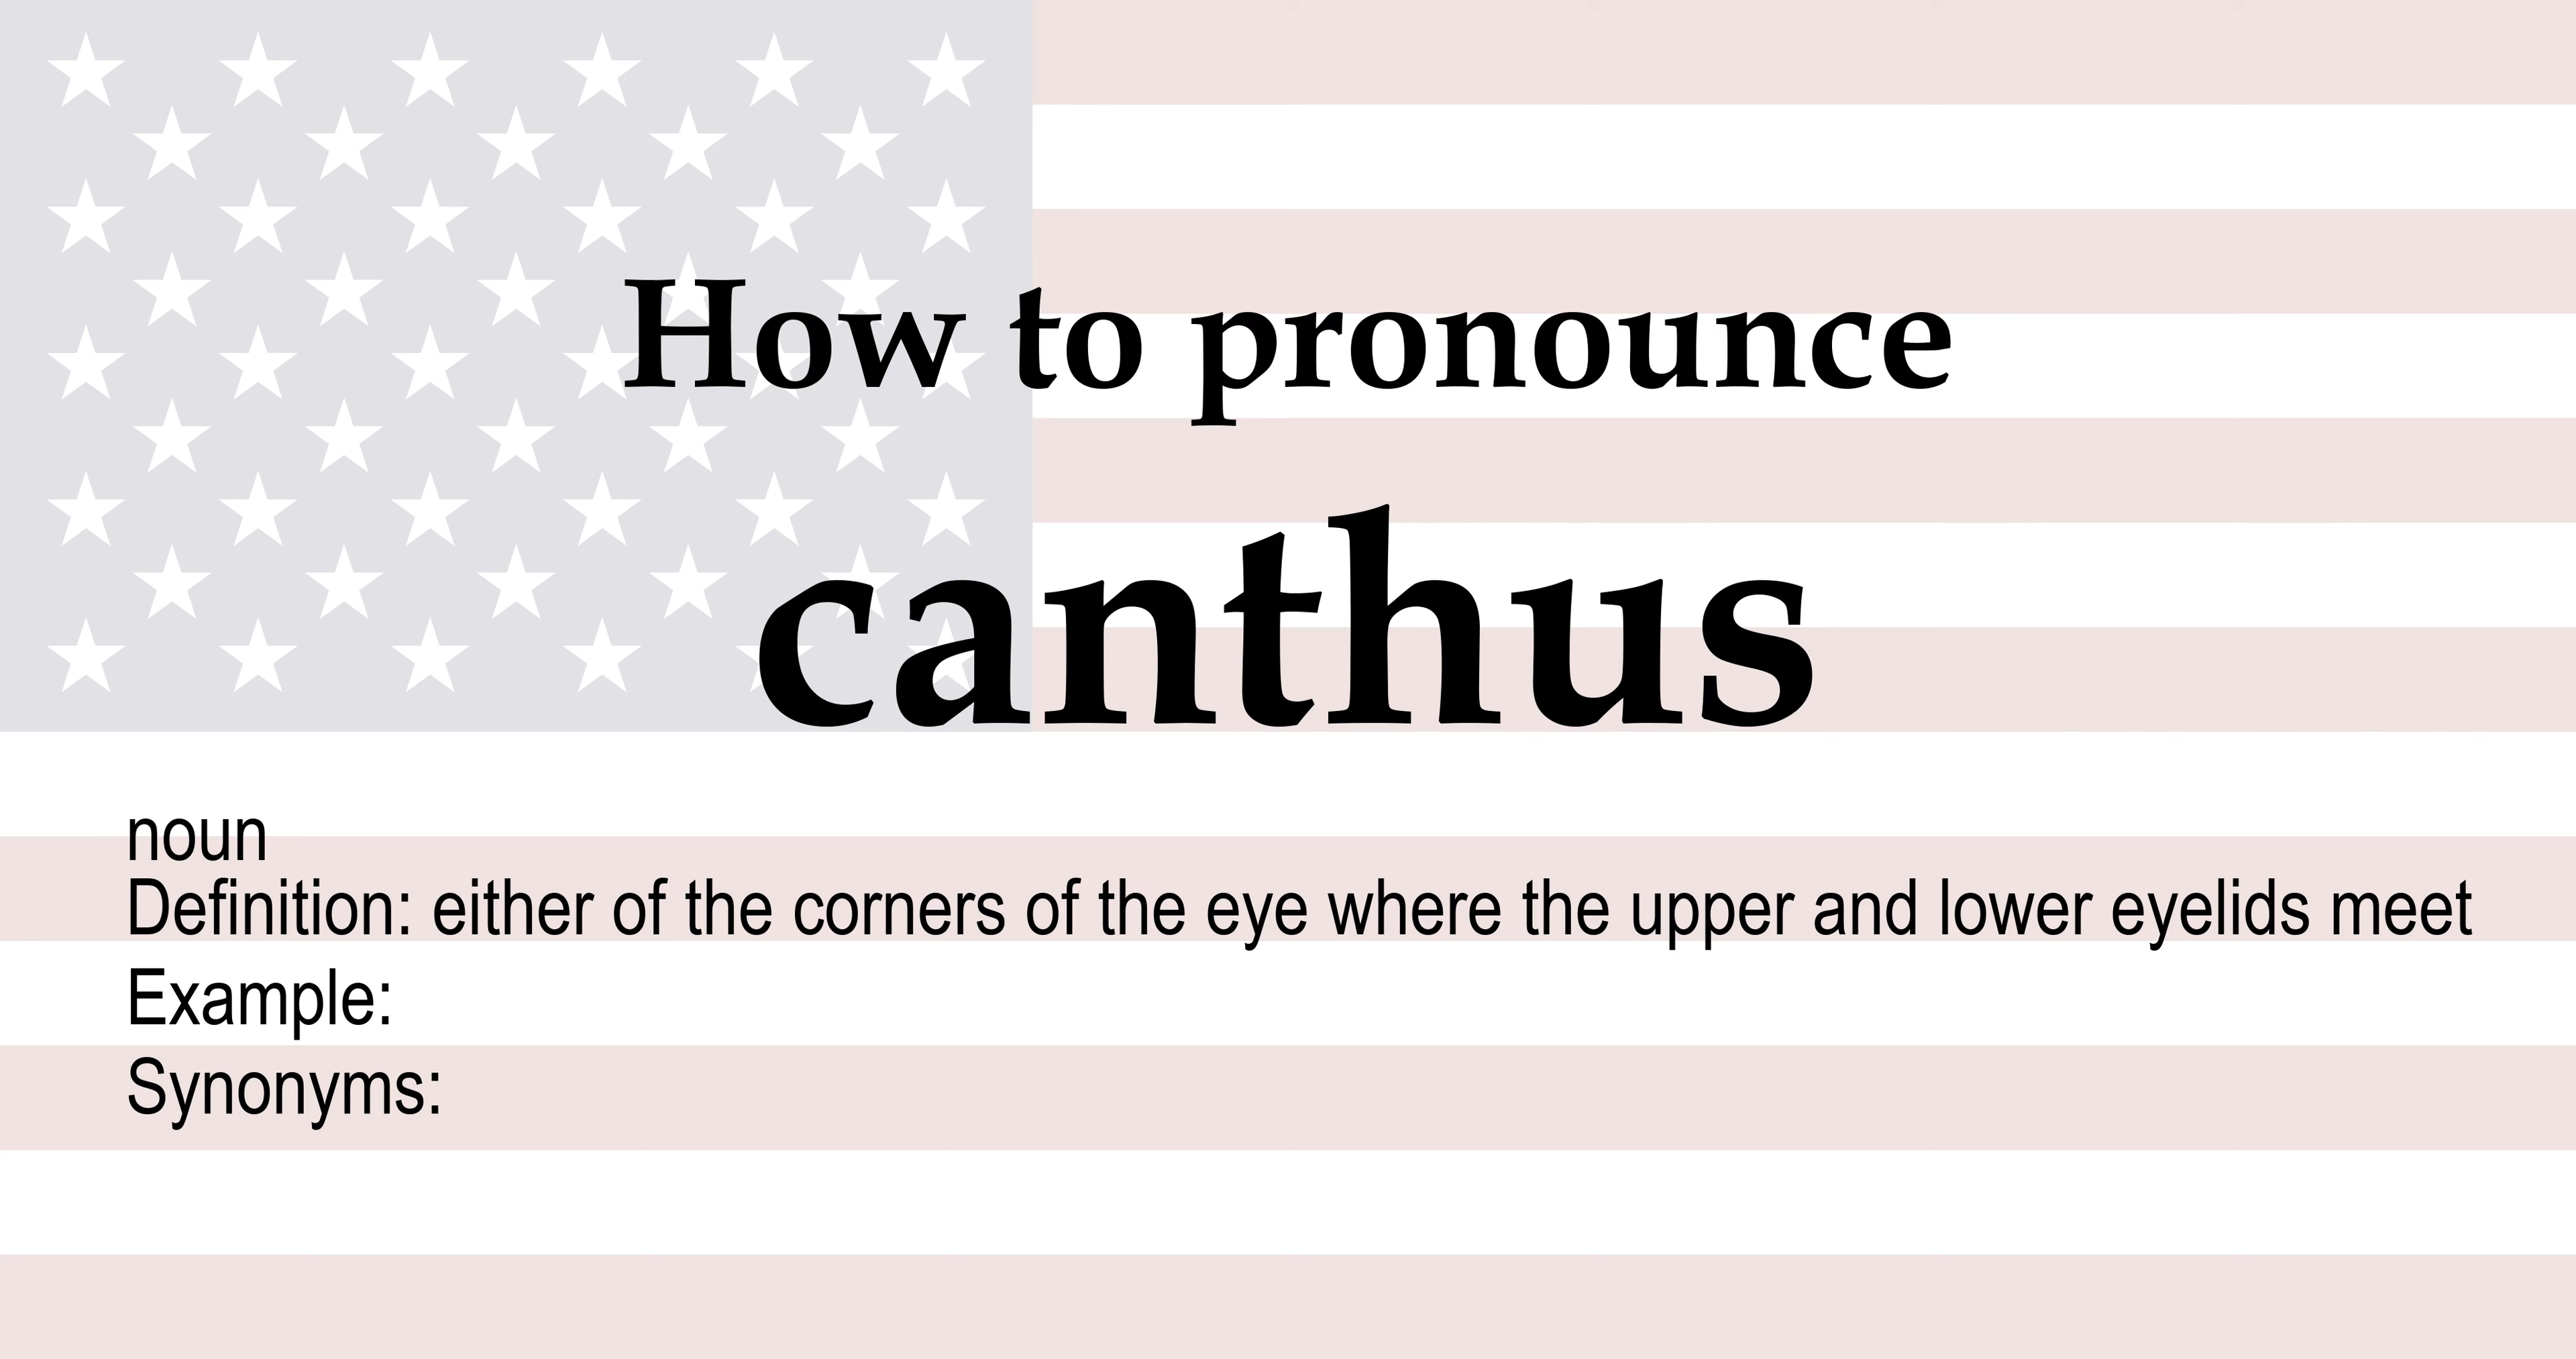 How to pronounce
canthus
noun
Definition: either of the corners of the eye where the upper and lower eyelids meet
Example:
Synonyms: